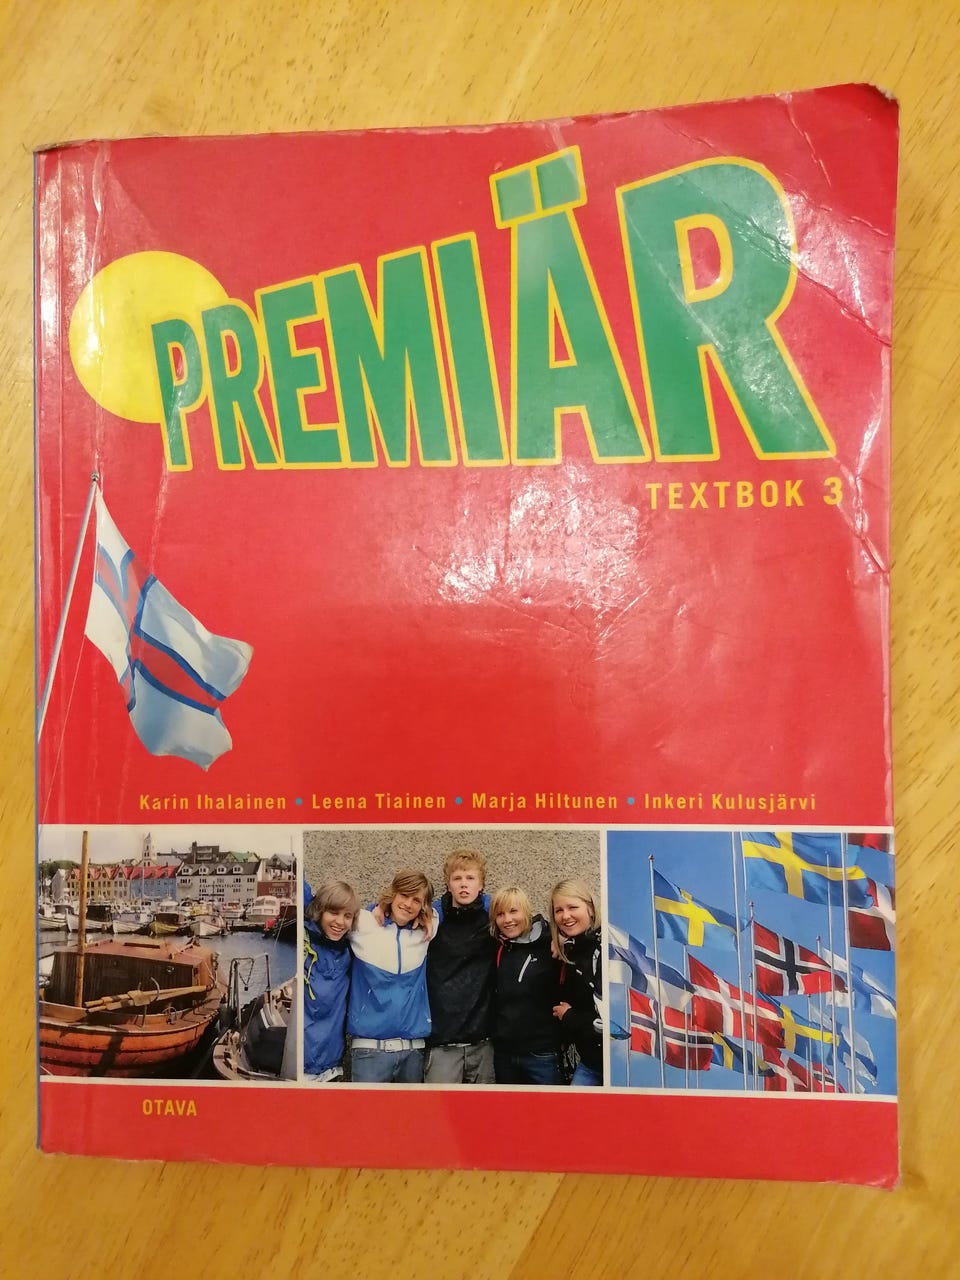 PREMIÄR
TEXTBOK 3
Karin Ihalainen • Leena Tiainen • Marja Hiltunen • Inkeri Kulusjärvi
OTAVA